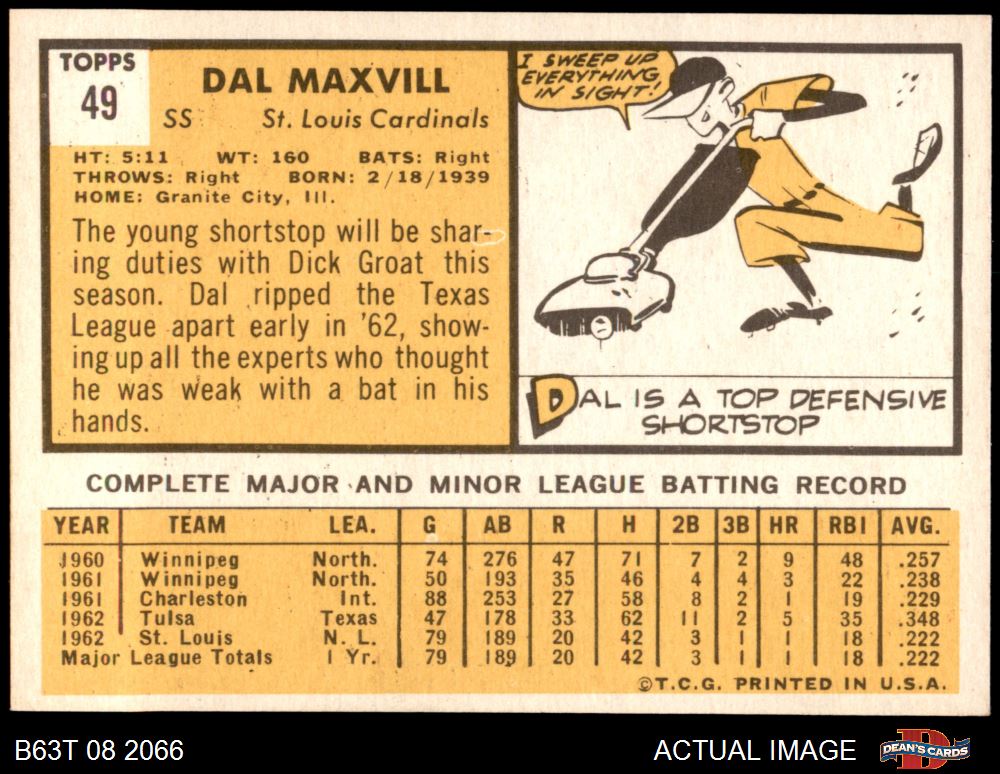 TOPPS
49
DAL MAXVILL
SS St. Louis Cardinals
HT: 5:11 WT: 160 BATS: Right
THROWS: Right BORN: 2/18/1939
HOME: Granite City, Ill.
The young shortstop will be shar-
ing duties with Dick Groat this
season. Dal ripped the Texas
League apart early in '62, show-
ing up all the experts who thought
he was weak with a bat in his
hands.
I SWEEP UP
EVERYTHING
IN SIGHT!
DAL IS A TOP DEFENSIVE
SHORTSTOP
COMPLETE MAJOR AND MINOR LEAGUE BATTING RECORD
YEAR TEAM LEA. G AB R H 2B 3B HR RBI AVG.
1960 Winnipeg North. 74 276 47 71 7 2 9 48 .257
1961 Winnipeg North. 50 193 35 46 4 4 3 22 .238
1961 Charleston Int. 88 253 27 58 8 2 1 19 .229
1962 Tulsa Texas 47 178 33 62 11 2 5 35 .348
1962 St. Louis N. L. 79 189 20 42 3 1 1 18 .222
Major League Totals 1 Yr. 79 189 20 42 3 1 1 18 .222
©T.C.G. PRINTED IN U.S.A.
B63T 08 2066
ACTUAL IMAGE
DEAN'S CARDS